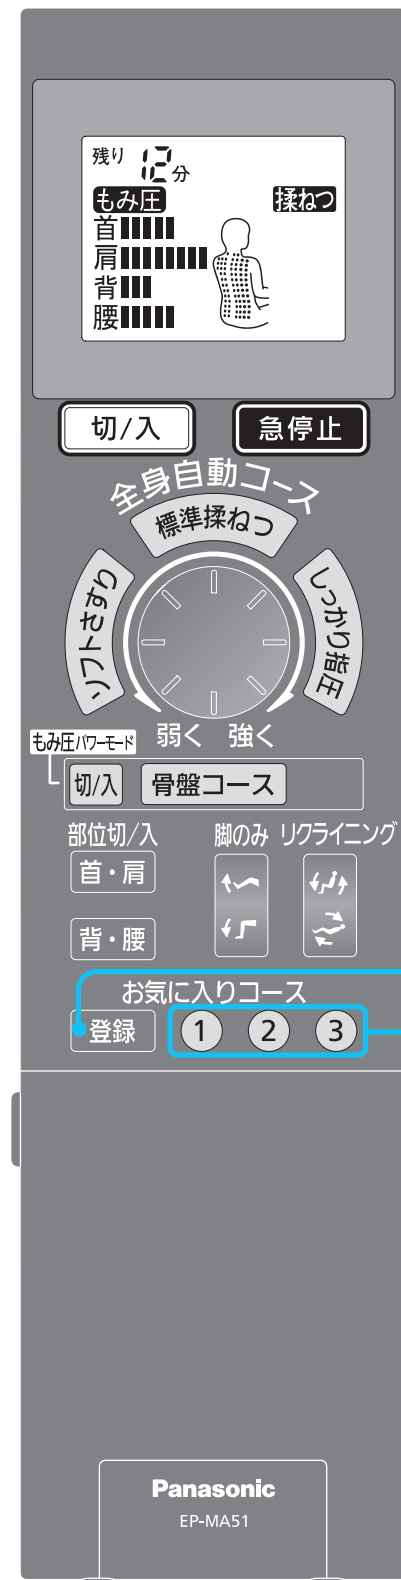 残り 12分
もみ圧 揉ねつ
首
肩
背
腰
切/入 急停止
全身自動コース
標準揉ねつ
ソフトさすり
しっかり指圧
弱く 強く
もみ圧パワーモード
切/入 骨盤コース
部位切/入 脚のみ リクライニング
首・肩
背・腰
お気に入りコース
登録 1 2 3
Panasonic
EP-MA51